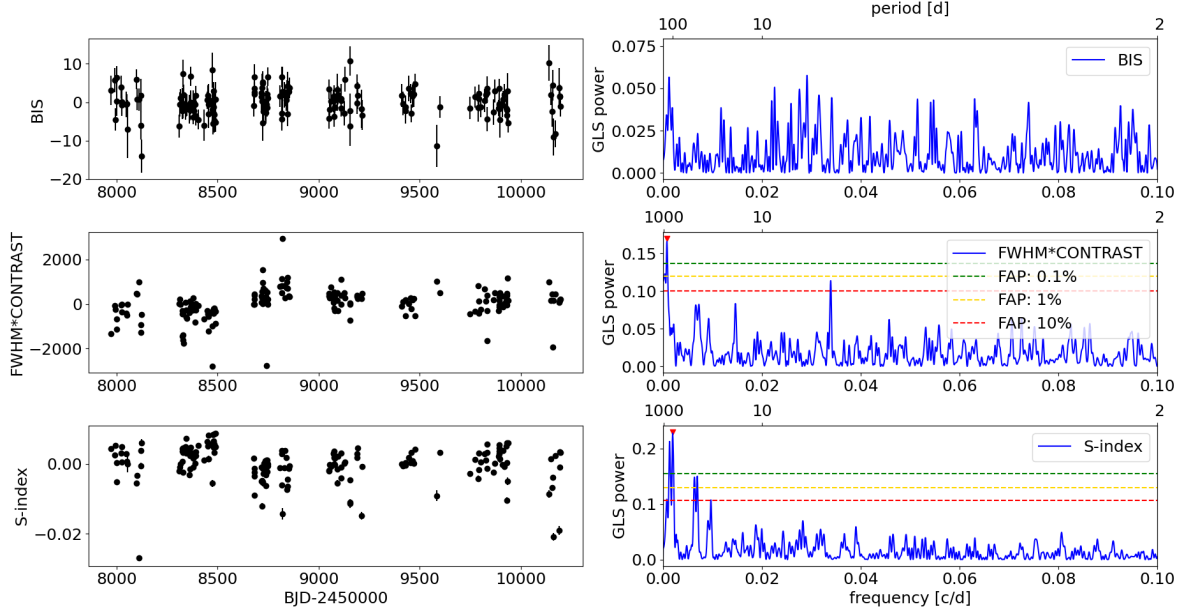 period [d]
100 10 2
10
0
−10
−20
BIS
8000 8500 9000 9500 10000
0.075
0.050
0.025
0.000
GLS power
BIS
0.00 0.02 0.04 0.06 0.08 0.10
1000 10 2
2000
0
−2000
FWHM*CONTRAST
8000 8500 9000 9500 10000
0.15
0.10
0.05
0.00
GLS power
FWHM*CONTRAST
FAP: 0.1%
FAP: 1%
FAP: 10%
0.00 0.02 0.04 0.06 0.08 0.10
1000 10 2
0.00
−0.02
S-index
8000 8500 9000 9500 10000
BJD-2450000
0.2
0.1
0.0
GLS power
S-index
0.00 0.02 0.04 0.06 0.08 0.10
frequency [c/d]